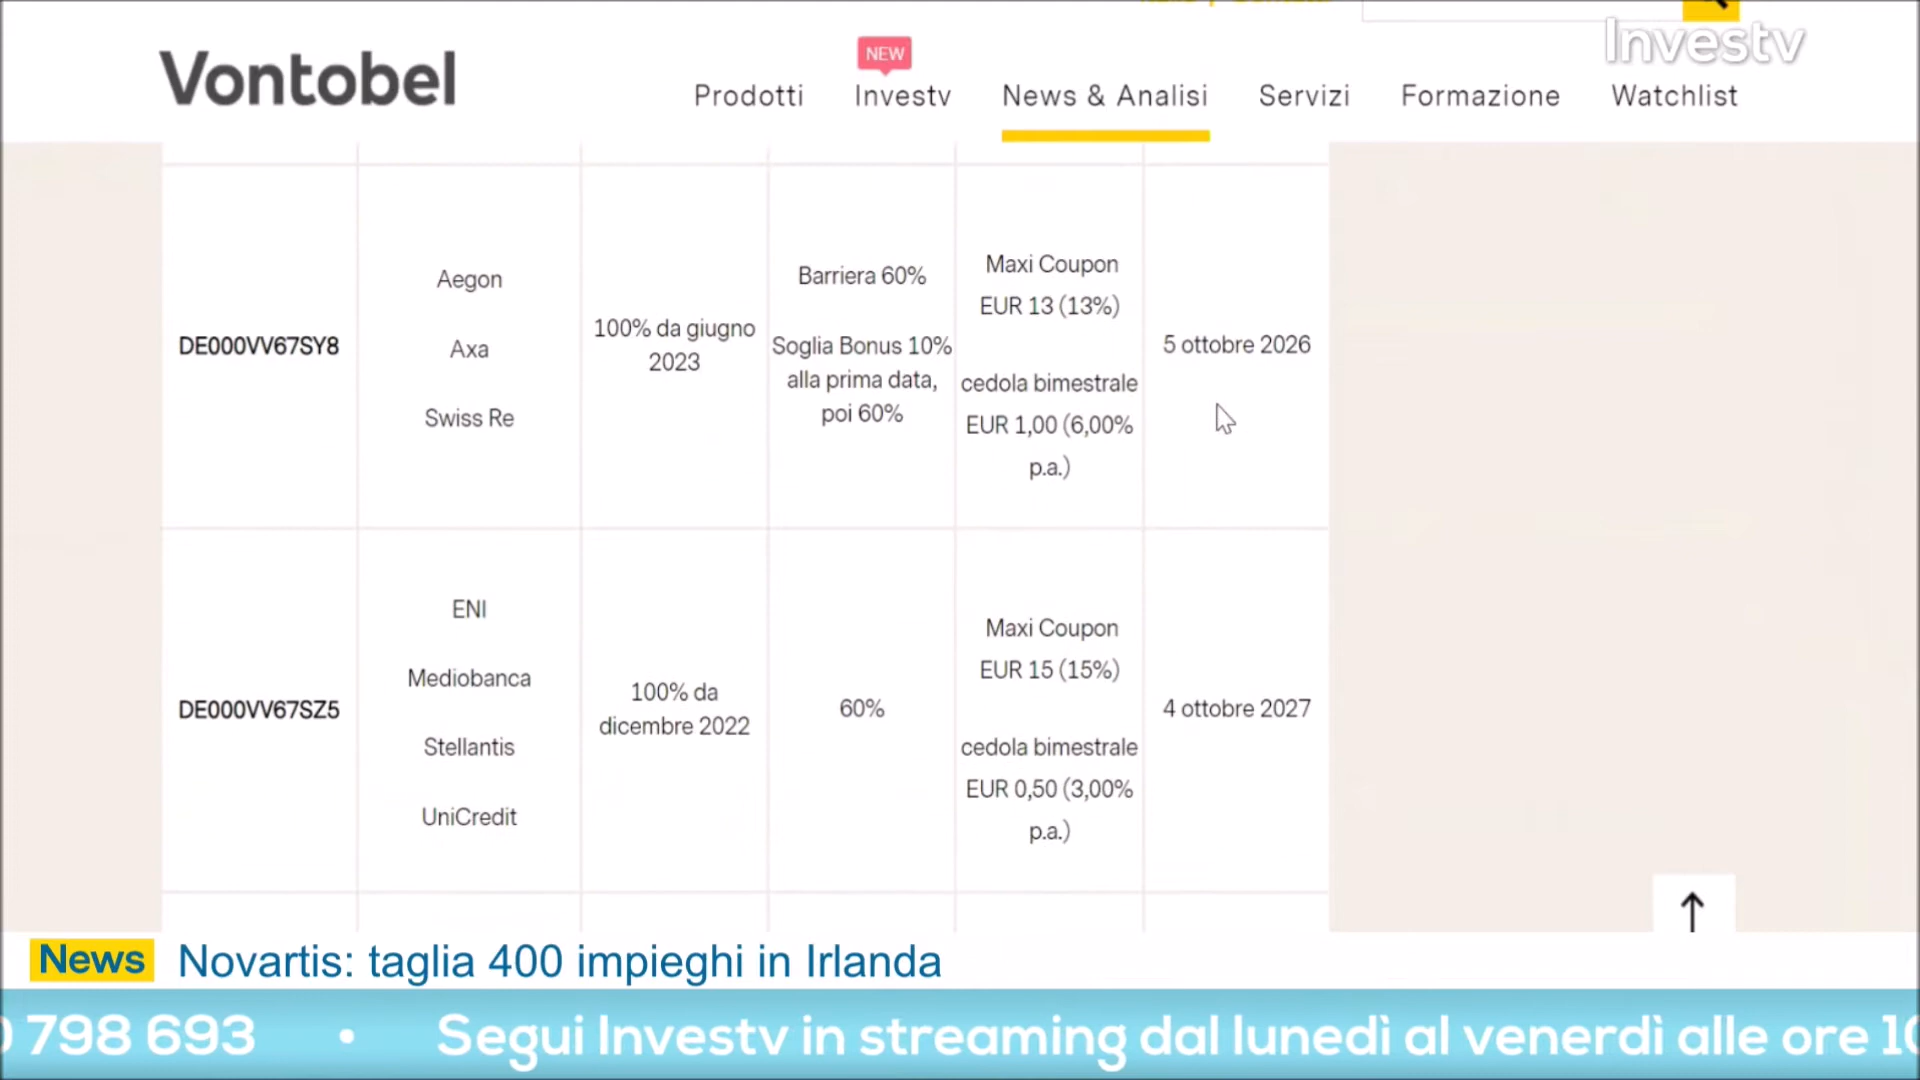 Investv
Vontobel
NEW
Prodotti Investv News & Analisi Servizi Formazione Watchlist
DE000VV67SY8
Aegon
Axa
Swiss Re
100% da giugno
2023
Barriera 60%
Soglia Bonus 10%
alla prima data,
poi 60%
Maxi Coupon
EUR 13 (13%)
cedola bimestrale
EUR 1,00 (6,00%
p.a.)
5 ottobre 2026
DE000VV67SZ5
ENI
Mediobanca
Stellantis
UniCredit
100% da
dicembre 2022
60%
Maxi Coupon
EUR 15 (15%)
cedola bimestrale
EUR 0,50 (3,00%
p.a.)
4 ottobre 2027
News Novartis: taglia 400 impieghi in Irlanda
798 693 • Segui Investv in streaming dal lunedì al venerdì alle ore